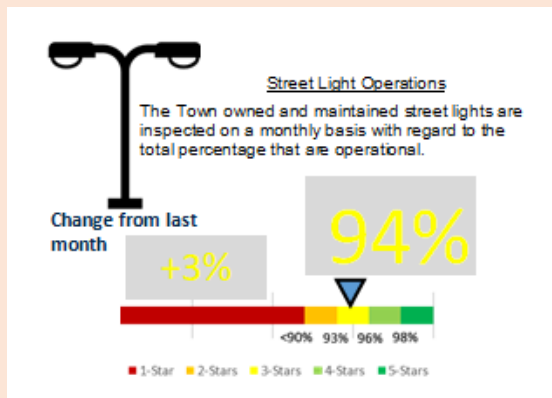 Street Light Operations
The Town owned and maintained street lights are
inspected on a monthly basis with regard to the
total percentage that are operational.
Change from last
month
94%
+3%
<90% 93% 96% 98%
1-Star 2-Stars 3-Stars 4-Stars 5-Stars